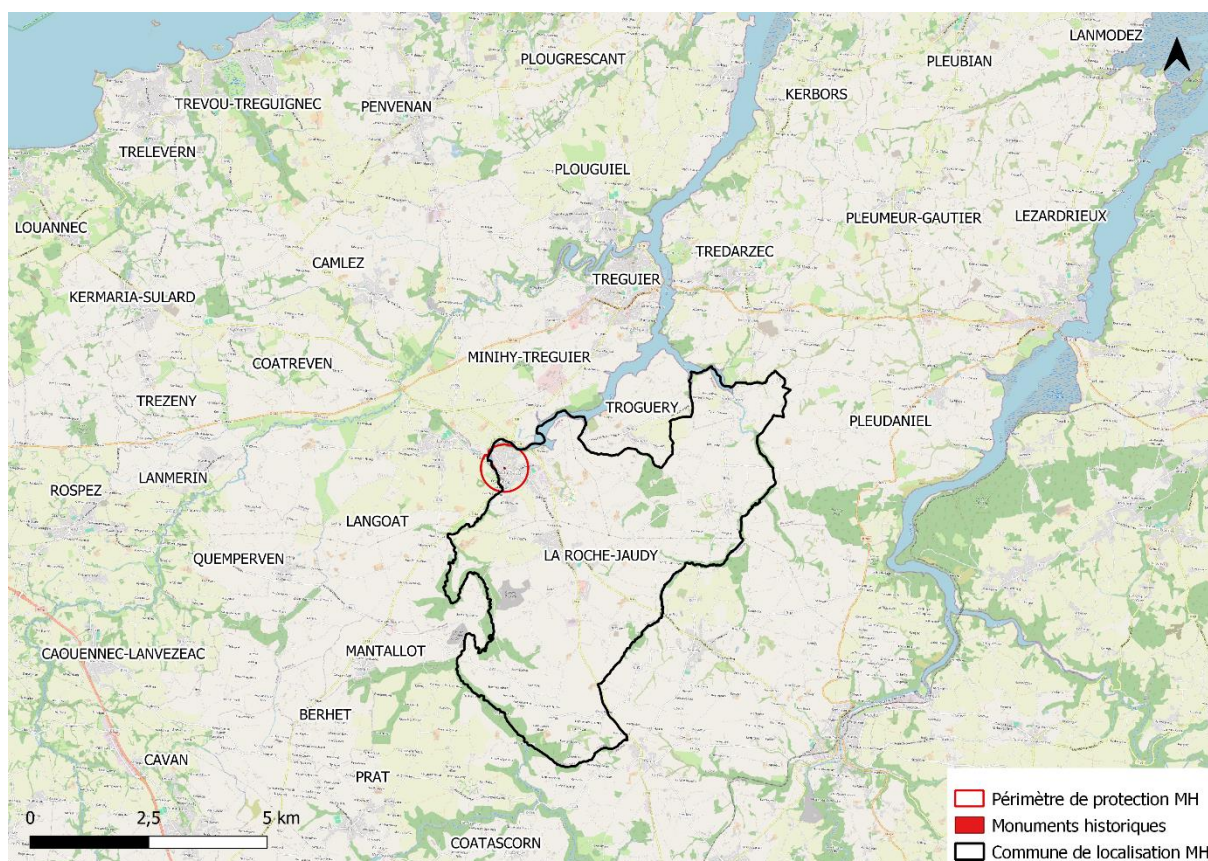 LANMODEZ
PLOUGRESCANT
PLEUBIAN
TREVOU-TREGUIGNEC
PENVENAN
KERBORS
TRELEVERN
PLOUGUIEL
LOUANNEC
PLEUMEUR-GAUTIER
LEZARDRIEUX
CAMLEZ
TREDARZEC
TREGUIER
KERMARIA-SULARD
COATREVEN
MINIHY-TREGUIER
TREZENY
TROGUERY
PLEUDANIEL
LANMERIN
ROSPEZ
LANGOAT
QUEMPERVEN
LA ROCHE-JAUDY
CAOUENNEC-LANVEZEAC
MANTALLOT
BERHET
CAVAN
PRAT
COATASCORN
0 2,5 5 km
Périmètre de protection MH
Monuments historiques
Commune de localisation MH